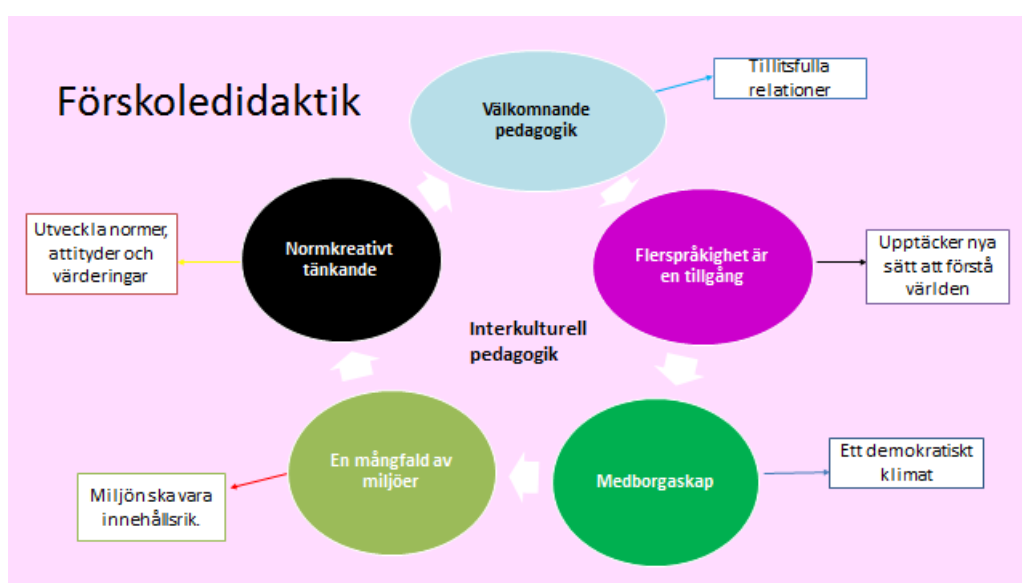 Förskoledidaktik
Välkomnande
pedagogik
Tillitsfulla
relationer
Flerspråkighet är
en tillgång
Upptäcker nya
sätt att förstå
världen
Medborgaskap
Ett demokratiskt
klimat
En mångfald av
miljöer
Miljön ska vara
innehållsrik.
Normkreativt
tänkande
Utveckla normer,
attityder och
värderingar
Interkulturell
pedagogik